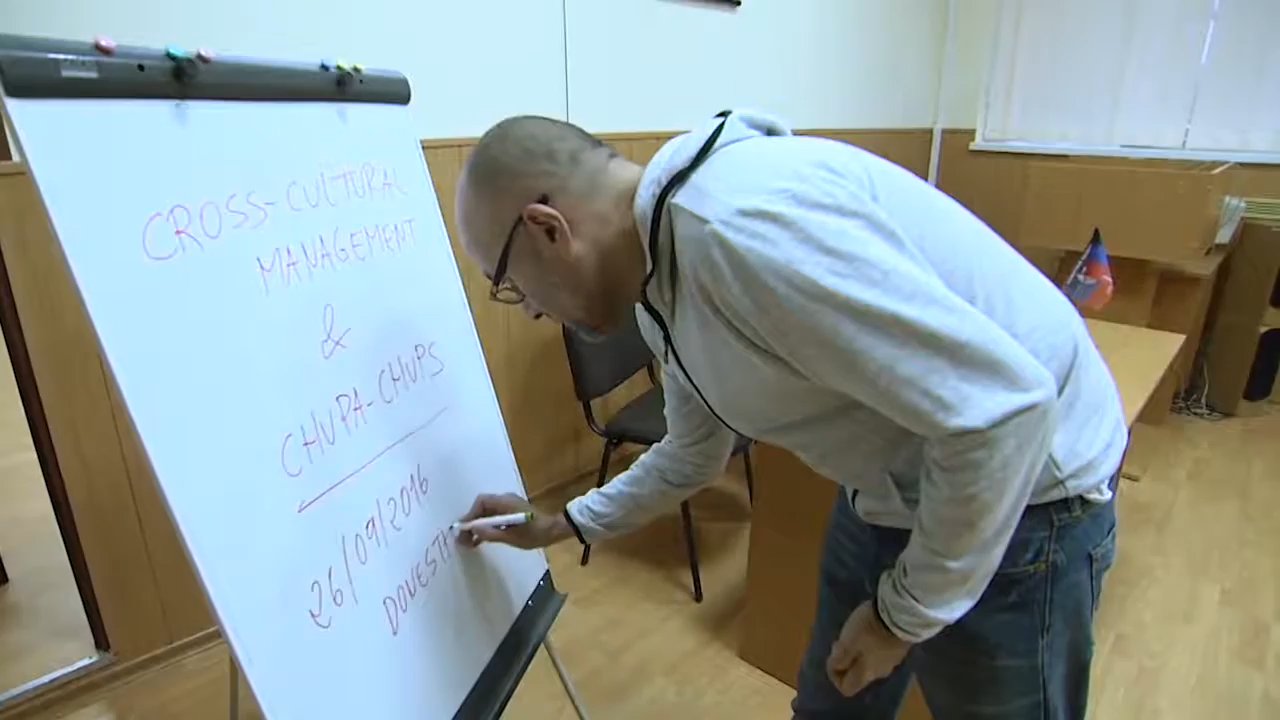 CROSS-CULTURAL
MANAGEMENT
&
CHUPA-CHUPS
26/09/2016